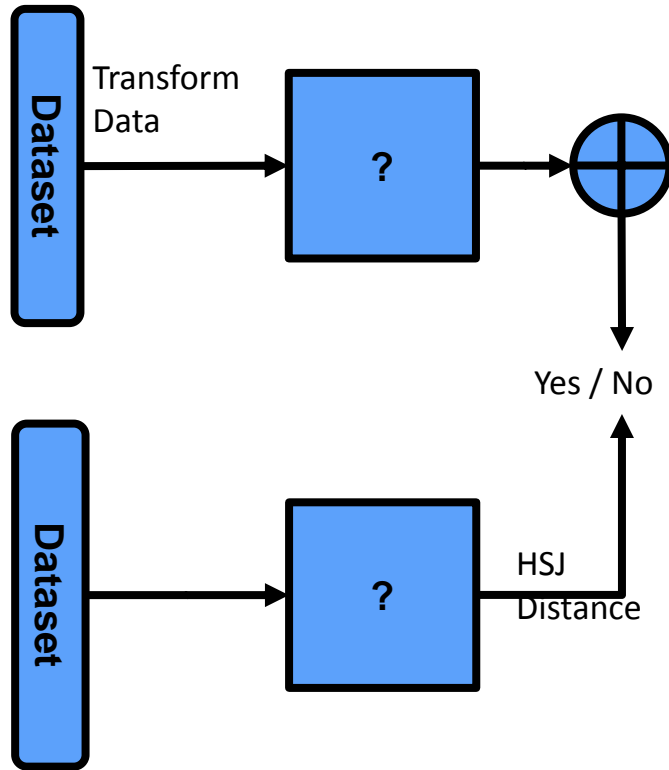 Dataset
Transform
Data
?
Yes / No
Dataset
?
HSJ
Distance